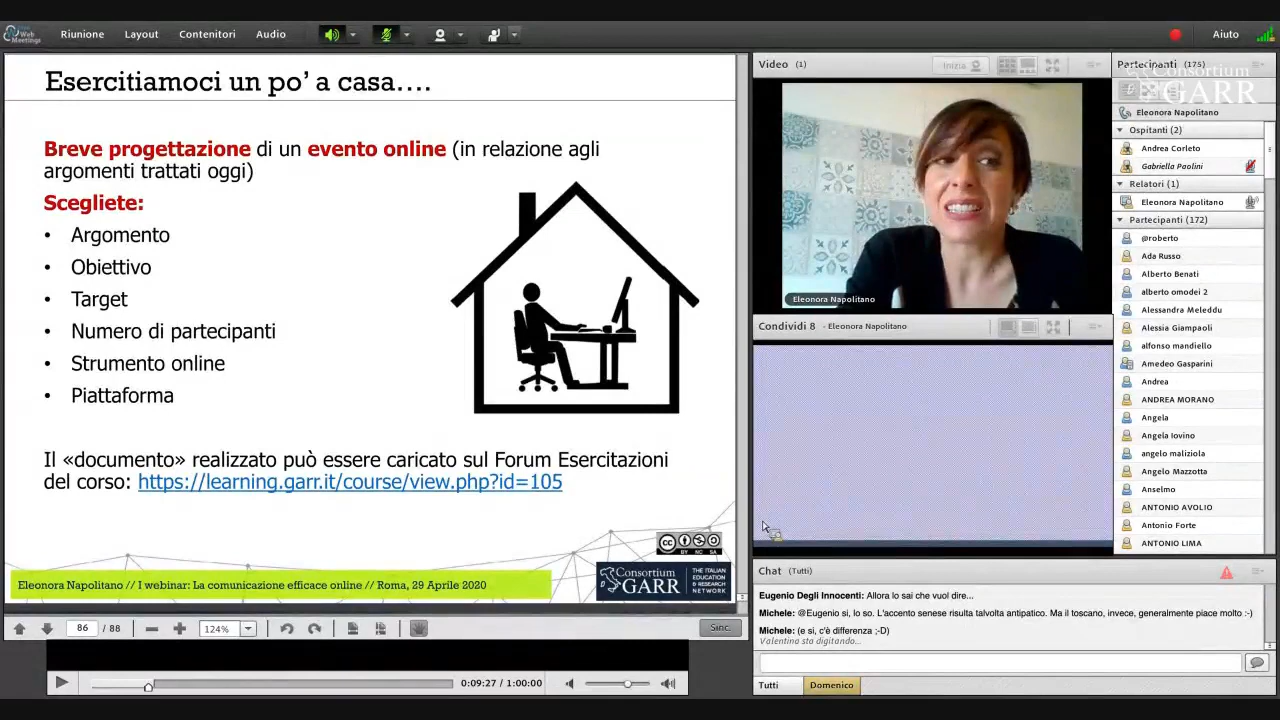 Web
Meetings
Riunione
Layout
Contenitori
Audio
Aiuto
Esercitiamoci un po' a casa….
Breve progettazione di un evento online (in relazione agli
argomenti trattati oggi)
Scegliete:
• Argomento
• Obiettivo
• Target
• Numero di partecipanti
• Strumento online
• Piattaforma
Il «documento» realizzato può essere caricato sul Forum Esercitazioni
del corso: https://learning.garr.it/course/view.php?id=105
BY NC SA
Eleonora Napolitano // I webinar: La comunicazione efficace online // Roma, 29 Aprile 2020
Consortium
GARR
THE ITALIAN
EDUCATION
& RESEARCH
NETWORK
86 / 88
124%
Sinc.
0:09:27 / 1:00:00
Video (1)
Inizia
Eleonora Napolitano
Condividi 8 - Eleonora Napolitano
Partecipanti (175)
Consortium
GARR
Eleonora Napolitano
Ospitanti (2)
Andrea Corleto
Gabriella Paolini
Relatori (1)
Eleonora Napolitano
Partecipanti (172)
@roberto
Ada Russo
Alberto Benati
alberto omodei 2
Alessandra Meleddu
Alessia Giampaoli
alfonso mandiello
Amedeo Gasparini
Andrea
ANDREA MORANO
Angela
Angela Iovino
angelo maliziola
Angelo Mazzotta
Anselmo
ANTONIO AVOLIO
Antonio Forte
ANTONIO LIMA
Chat (Tutti)
Eugenio Degli Innocenti: Allora lo sai che vuol dire...
Michele: @Eugenio si, lo so. L'accento senese risulta talvolta antipatico. Ma il toscano, invece, generalmente piace molto :-)
Michele: (e si, c'è differenza ;-D)
Valentina sta digitando...
Tutti
Domenico